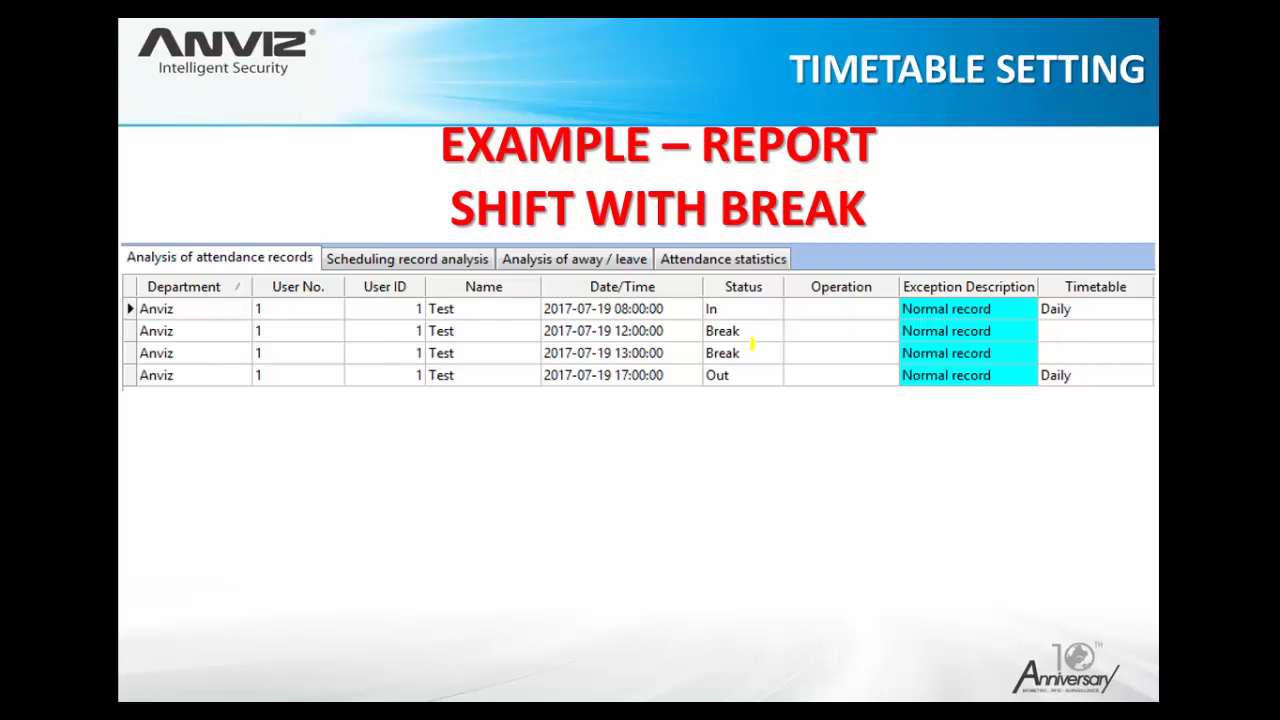 ANVIZ®
Intelligent Security
TIMETABLE SETTING
EXAMPLE – REPORT
SHIFT WITH BREAK
Analysis of attendance records Scheduling record analysis Analysis of away / leave Attendance statistics
Department User No. User ID Name Date/Time Status Operation Exception Description Timetable
Anviz 1 1 Test 2017-07-19 08:00:00 In Normal record Daily
Anviz 1 1 Test 2017-07-19 12:00:00 Break Normal record
Anviz 1 1 Test 2017-07-19 13:00:00 Break Normal record
Anviz 1 1 Test 2017-07-19 17:00:00 Out Normal record Daily
10TH
Anniversary